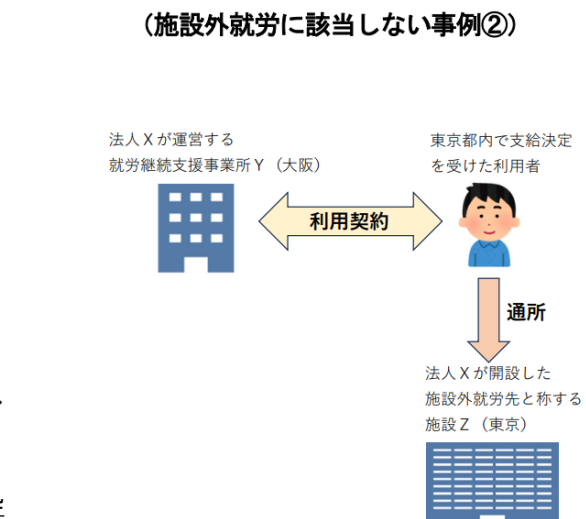 （施設外就労に該当しない事例②）
法人Ｘが運営する
就労継続支援事業所Ｙ（大阪）
東京都内で支給決定
を受けた利用者
利用契約
通所
法人Ｘが開設した
施設外就労先と称する
施設Ｚ（東京）